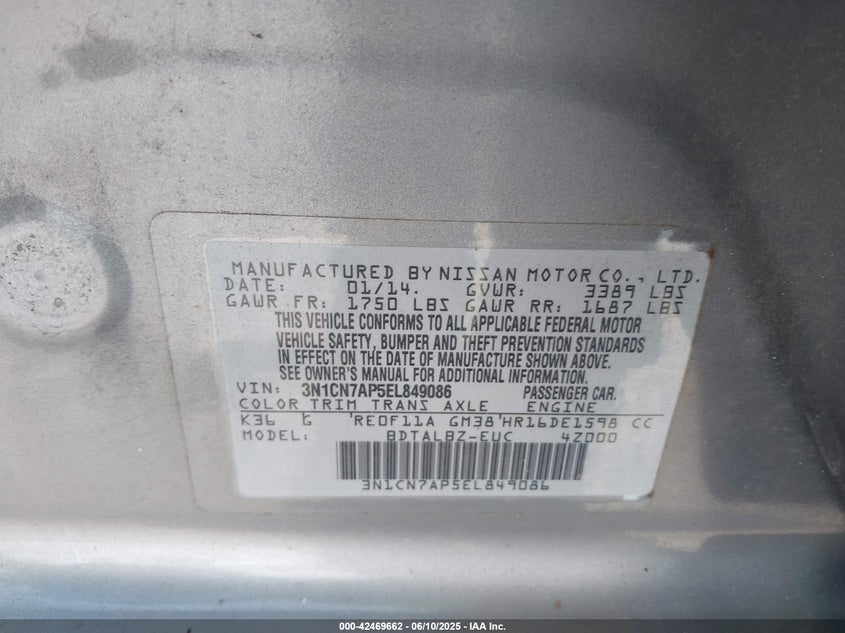 MANUFACTURED BY NISSAN MOTOR CO., LTD.
DATE: 01/14. GVWR: 3389 LBS
GAWR FR: 1750 LBS GAWR RR: 1687 LBS
THIS VEHICLE CONFORMS TO ALL APPLICABLE FEDERAL MOTOR
VEHICLE SAFETY, BUMPER AND THEFT PREVENTION STANDARDS
IN EFFECT ON THE DATE OF MANUFACTURE SHOWN ABOVE.
SEE OWNER'S MANUAL FOR ADDITIONAL INFORMATION.
VIN: 3N1CN7AP5EL849086 PASSENGER CAR.
COLOR TRIM TRANS AXLE ENGINE
K36 G 'RE0F11A GM38'HR16DE1598 CC
MODEL: BDTALBZ-EUC 4Z000
3N1CN7AP5EL849086
000-42469662 - 06/10/2025 - IAA Inc.